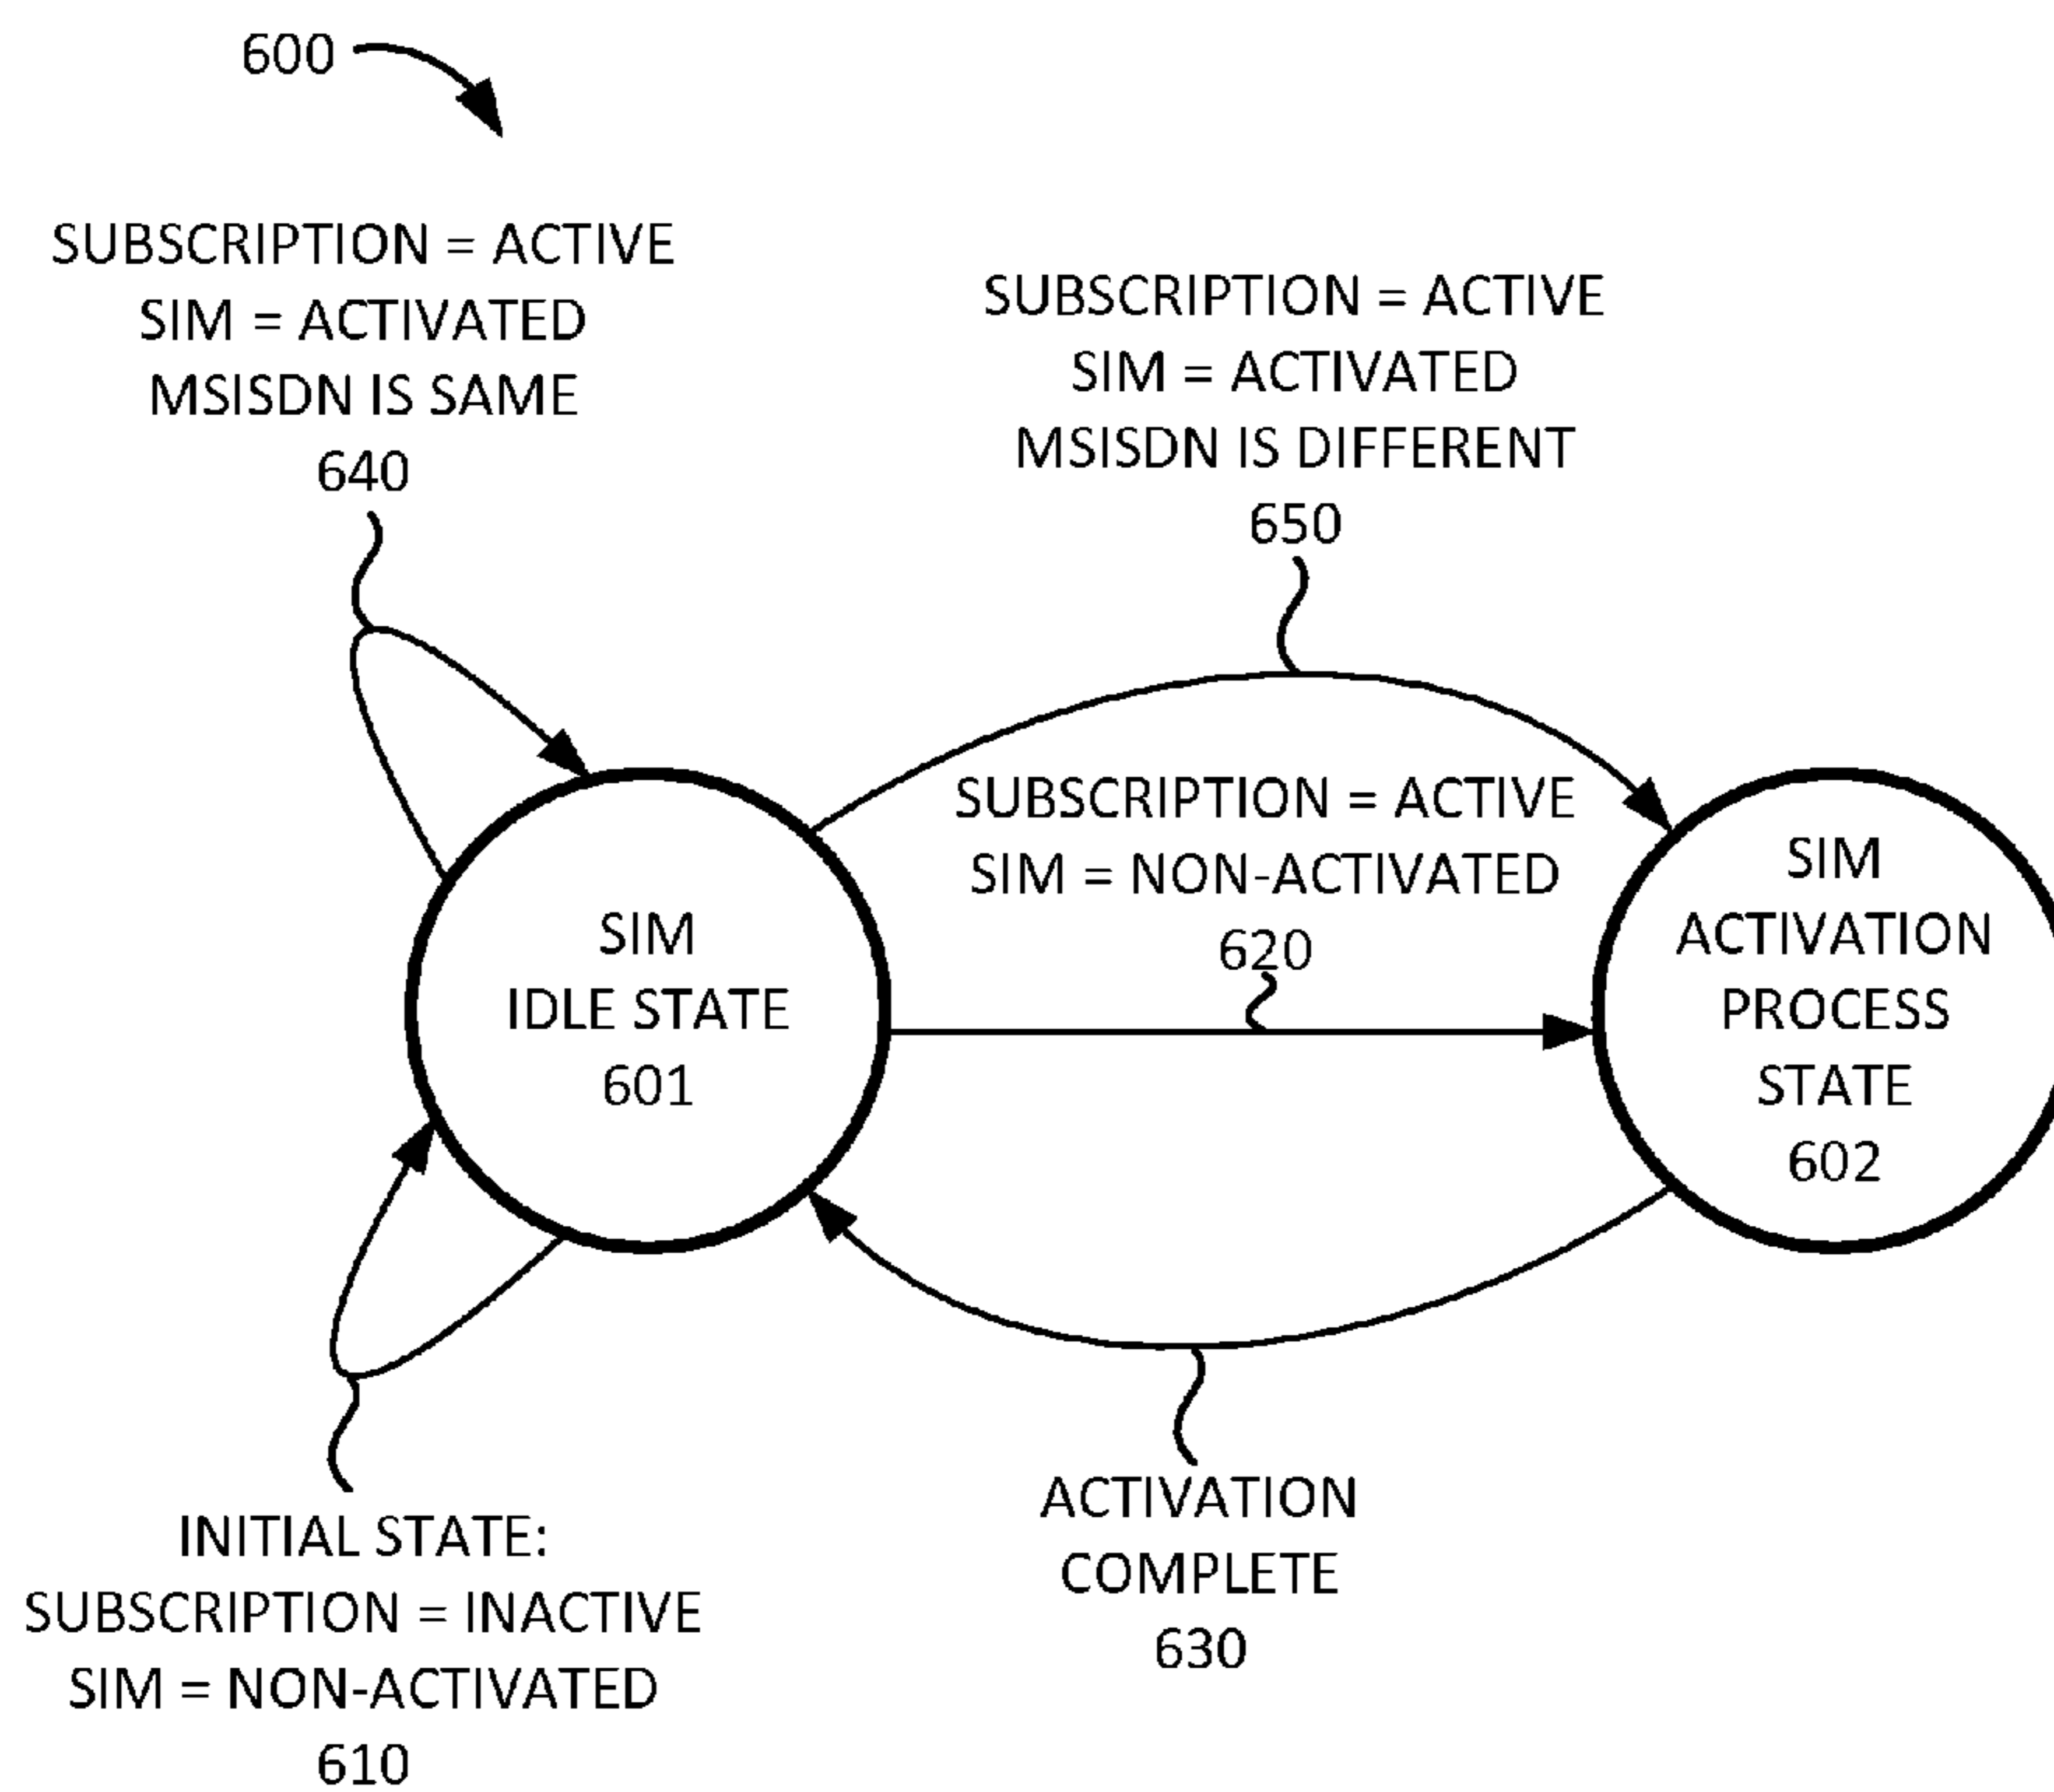 600
SUBSCRIPTION = ACTIVE
SIM = ACTIVATED
MSISDN IS SAME
640
SUBSCRIPTION = ACTIVE
SIM = ACTIVATED
MSISDN IS DIFFERENT
650
SUBSCRIPTION = ACTIVE
SIM = NON-ACTIVATED
620
SIM
IDLE STATE
601
SIM
ACTIVATION
PROCESS
STATE
602
ACTIVATION
COMPLETE
630
INITIAL STATE:
SUBSCRIPTION = INACTIVE
SIM = NON-ACTIVATED
610